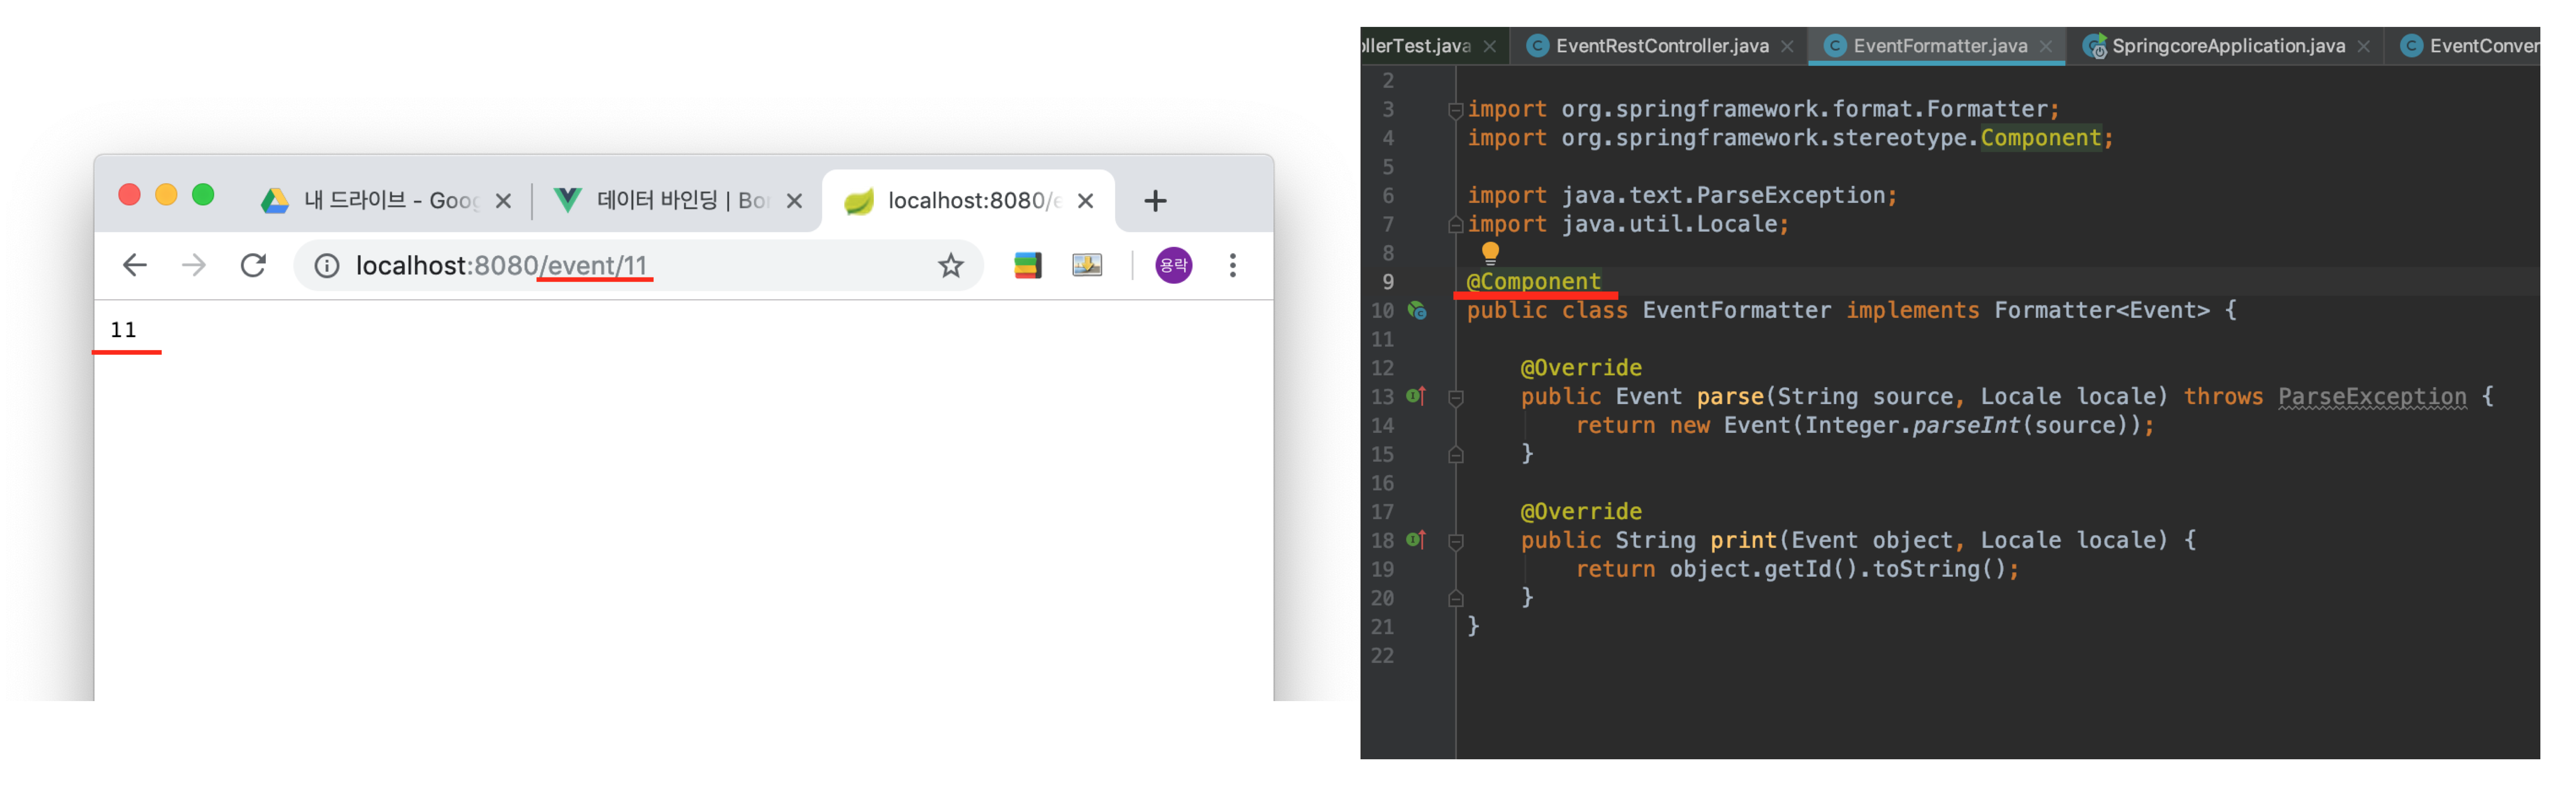 내 드라이브 - Goog
데이터 바인딩 | Bor
localhost:8080/e
localhost:8080/event/11
용락
11
ollerTest.java
EventRestController.java
EventFormatter.java
SpringcoreApplication.java
EventConver
2
3 import org.springframework.format.Formatter;
4 import org.springframework.stereotype.Component;
5
6 import java.text.ParseException;
7 import java.util.Locale;
8
9 @Component
10 public class EventFormatter implements Formatter<Event> {
11
12 @Override
13 public Event parse(String source, Locale locale) throws ParseException {
14 return new Event(Integer.parseInt(source));
15 }
16
17 @Override
18 public String print(Event object, Locale locale) {
19 return object.getId().toString();
20 }
21 }
22